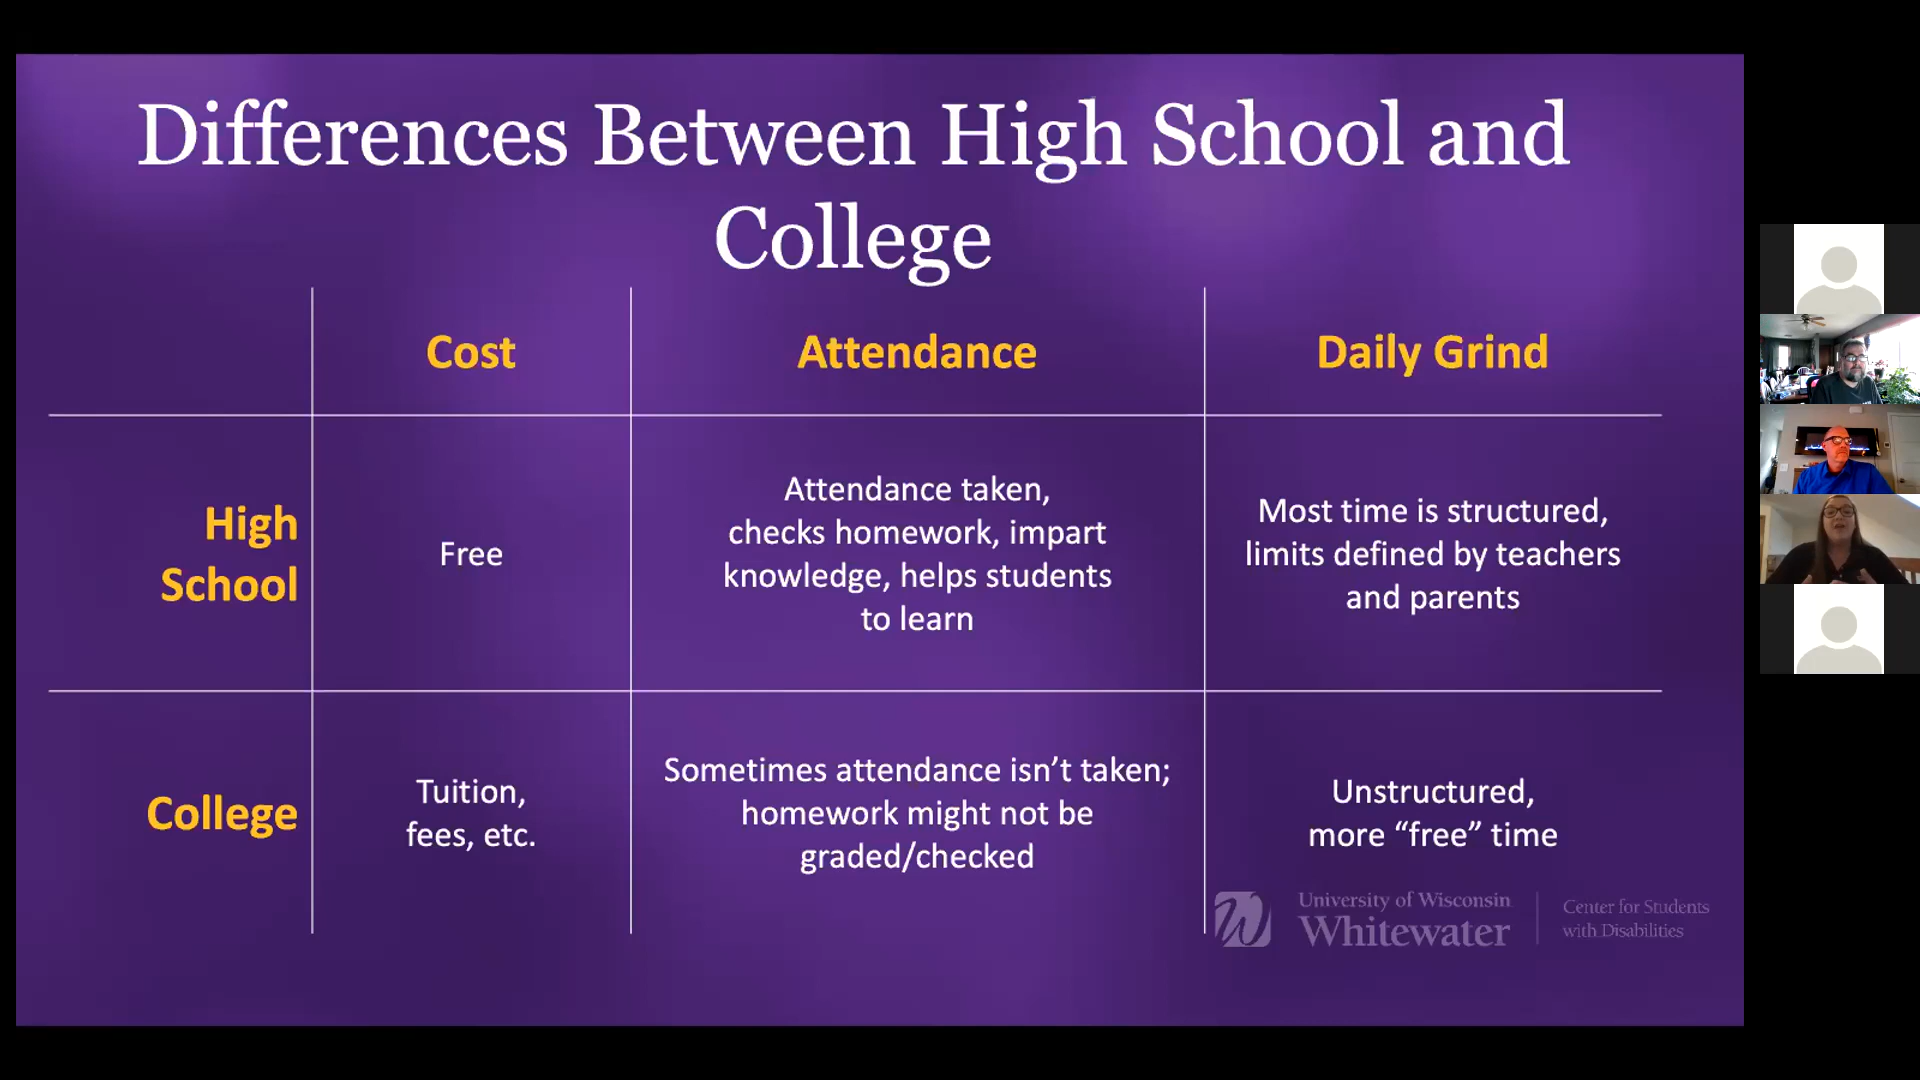 Differences Between High School and
College
Cost
Attendance
Daily Grind
High
School
Free
Attendance taken,
checks homework, impart
knowledge, helps students
to learn
Most time is structured,
limits defined by teachers
and parents
College
Tuition,
fees, etc.
Sometimes attendance isn’t taken;
homework might not be
graded/checked
Unstructured,
more “free” time
University of Wisconsin
Whitewater
Center for Students
with Disabilities